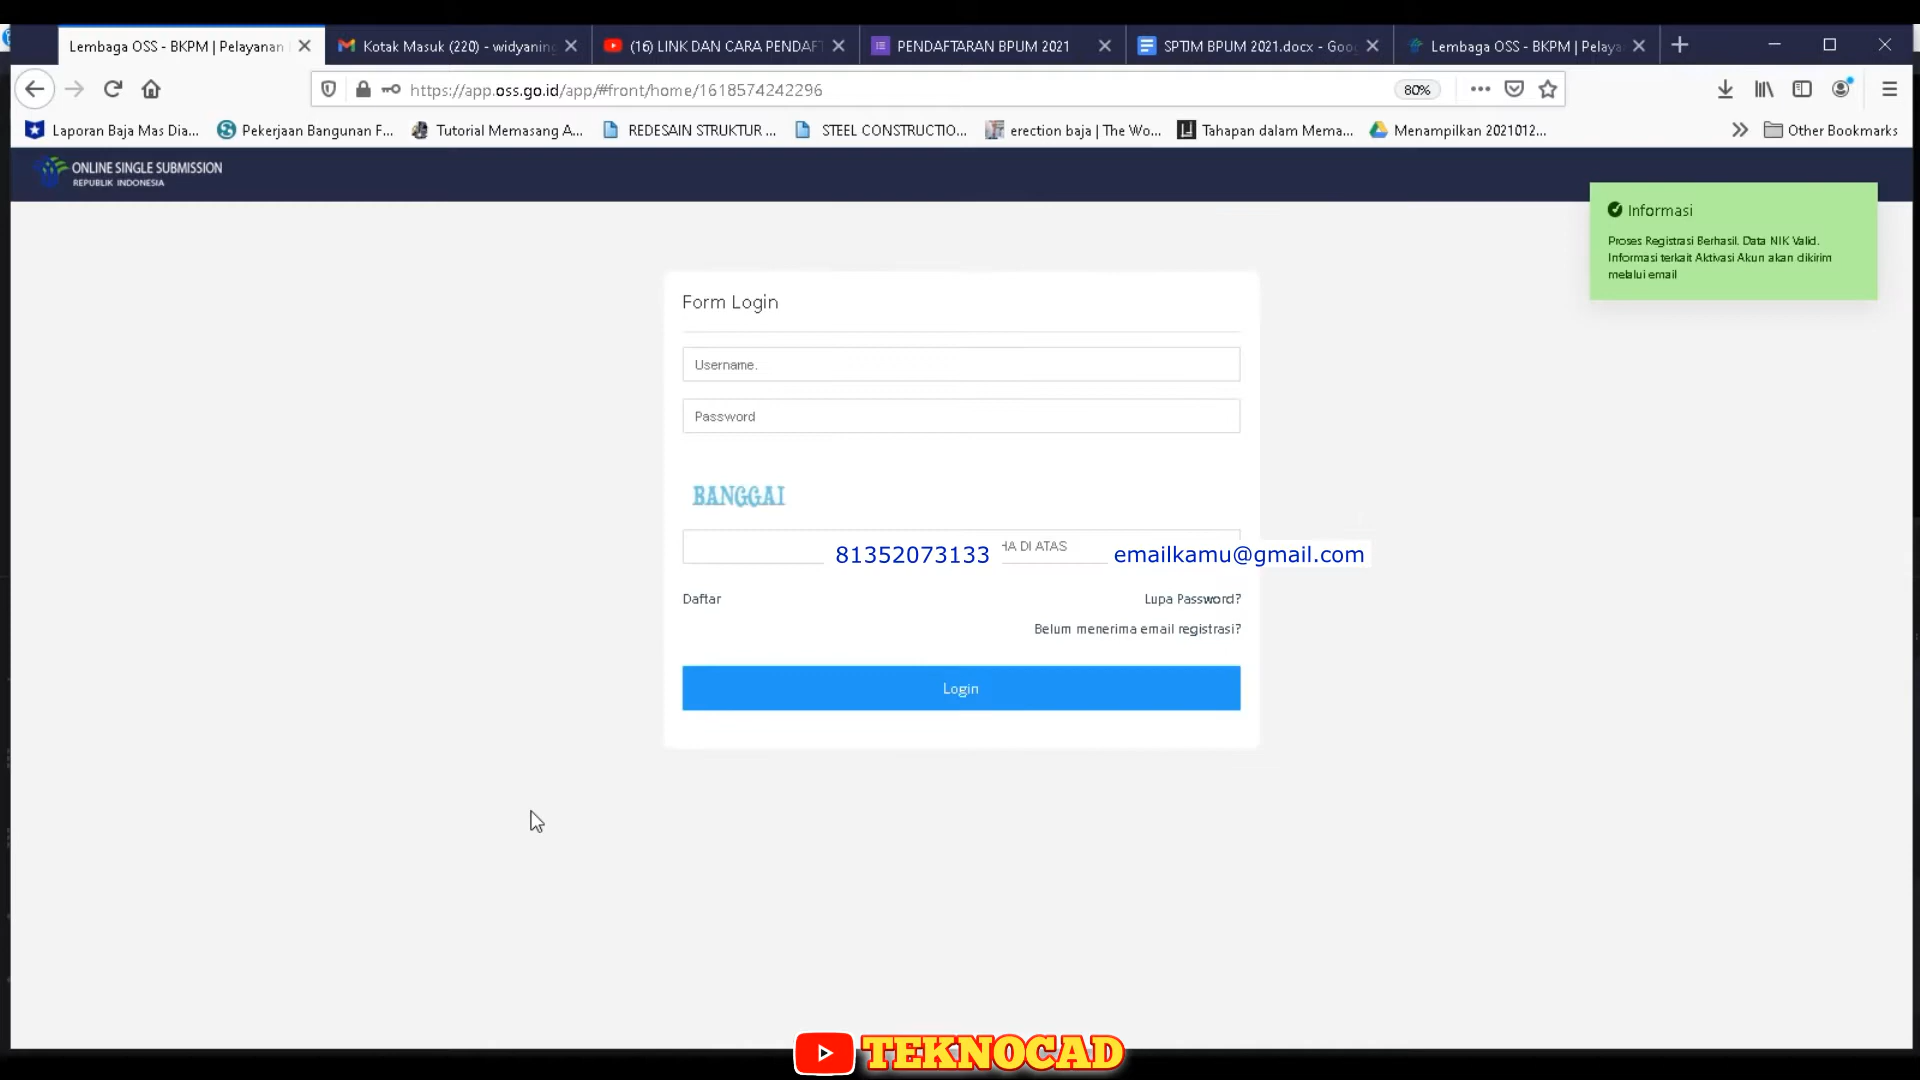 Lembaga OSS - BKPM | Pelayanan
Kotak Masuk (220) - widyaning
(16) LINK DAN CARA PENDAFT
PENDAFTARAN BPUM 2021
SPTJM BPUM 2021.docx - Goo
Lembaga OSS - BKPM | Pelaya
https://app.oss.go.id/app/#front/home/1618574242296
80%
Laporan Baja Mas Dia...
Pekerjaan Bangunan F...
Tutorial Memasang A...
REDESAIN STRUKTUR ...
STEEL CONSTRUCTIO...
erection baja | The Wo...
Tahapan dalam Mema...
Menampilkan 2021012...
Other Bookmarks
ONLINE SINGLE SUBMISSION
REPUBLIK INDONESIA
Informasi
Proses Registrasi Berhasil. Data NIK Valid.
Informasi terkait Aktivasi Akun akan dikirim
melalui email
Form Login
Username.
Password
BANGGAI
81352073133
HA DI ATAS
emailkamu@gmail.com
Daftar
Lupa Password?
Belum menerima email registrasi?
Login
TEKNOCAD